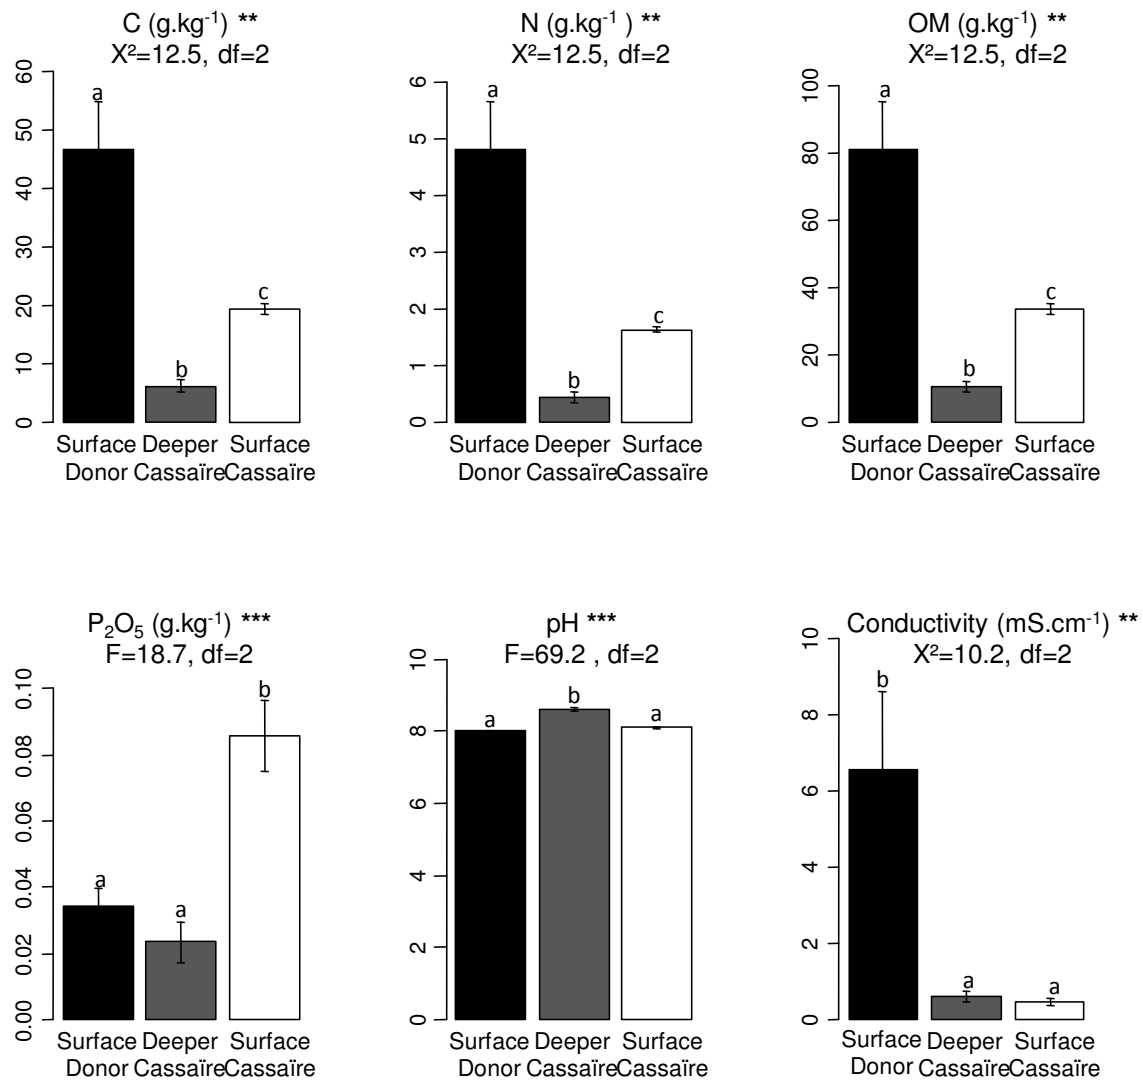 C (g.kg⁻¹) **
X²=12.5, df=2
60
50
40
30
20
10
0
a
b
c
Surface Deeper Surface
Donor Cassaïre Cassaïre
N (g.kg⁻¹ ) **
X²=12.5, df=2
6
5
4
3
2
1
0
a
b
c
Surface Deeper Surface
Donor Cassaïre Cassaïre
OM (g.kg⁻¹) **
X²=12.5, df=2
100
80
60
40
20
0
a
b
c
Surface Deeper Surface
Donor Cassaïre Cassaïre
P₂O₅ (g.kg⁻¹) ***
F=18.7, df=2
0.10
0.08
0.06
0.04
0.02
0.00
a
a
b
Surface Deeper Surface
Donor Cassaïre Cassaïre
pH ***
F=69.2 , df=2
10
8
6
4
2
0
a
b
a
Surface Deeper Surface
Donor Cassaïre Cassaïre
Conductivity (mS.cm⁻¹) **
X²=10.2, df=2
10
8
6
4
2
0
b
a
a
Surface Deeper Surface
Donor Cassaïre Cassaïre